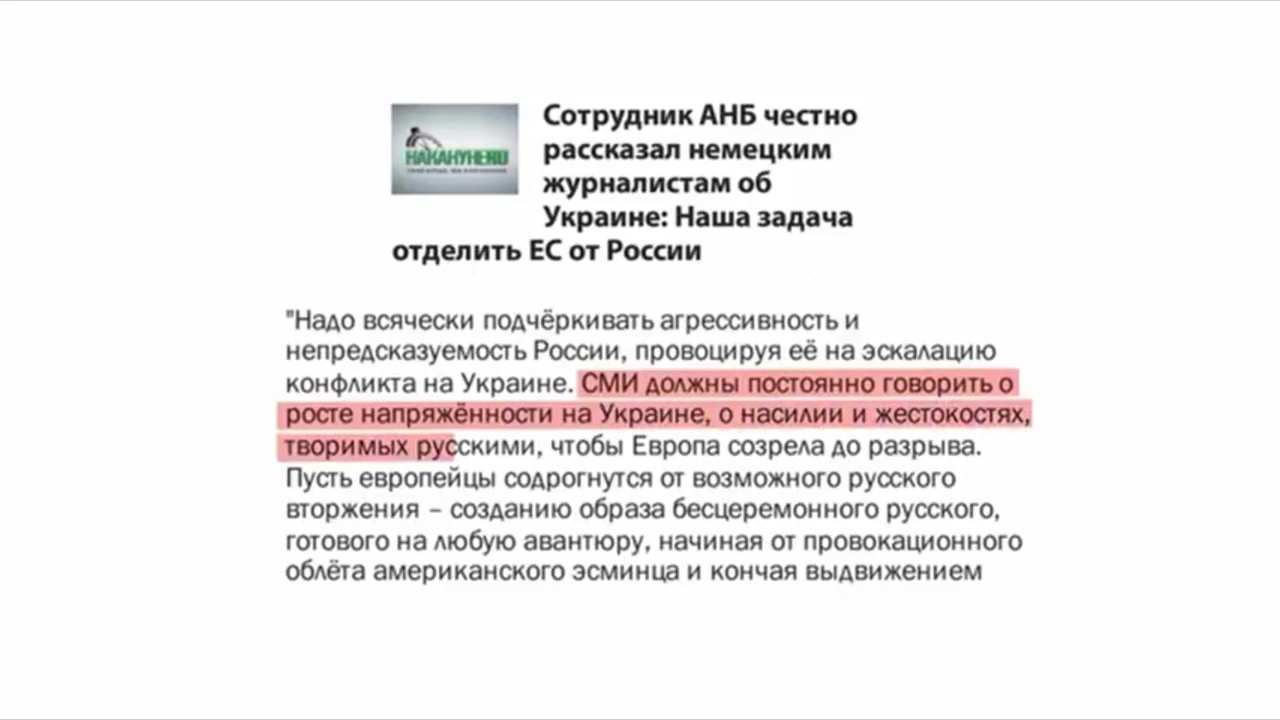 НАКАНУНЕ.RU
Сотрудник АНБ честно
рассказал немецким
журналистам об
Украине: Наша задача
отделить ЕС от России
"Надо всячески подчёркивать агрессивность и
непредсказуемость России, провоцируя её на эскалацию
конфликта на Украине. СМИ должны постоянно говорить о
росте напряжённости на Украине, о насилии и жестокостях,
творимых русскими, чтобы Европа созрела до разрыва.
Пусть европейцы содрогнутся от возможного русского
вторжения – созданию образа бесцеремонного русского,
готового на любую авантюру, начиная от провокационного
облёта американского эсминца и кончая выдвижением